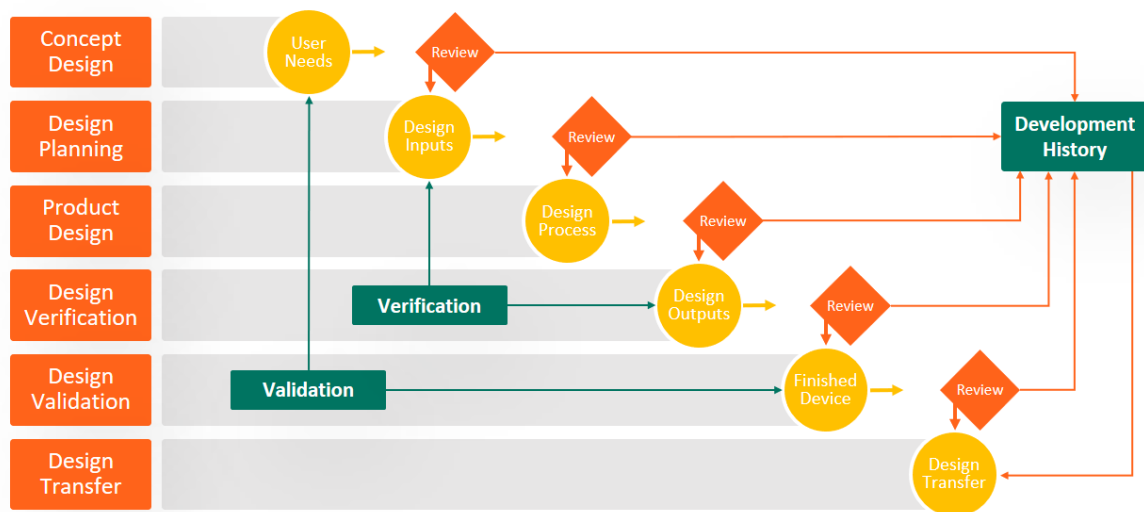 Concept
Design
User
Needs
Review
Design
Planning
Design
Inputs
Review
Development
History
Product
Design
Design
Process
Review
Design
Verification
Verification
Design
Outputs
Review
Design
Validation
Validation
Finished
Device
Review
Design
Transfer
Design
Transfer